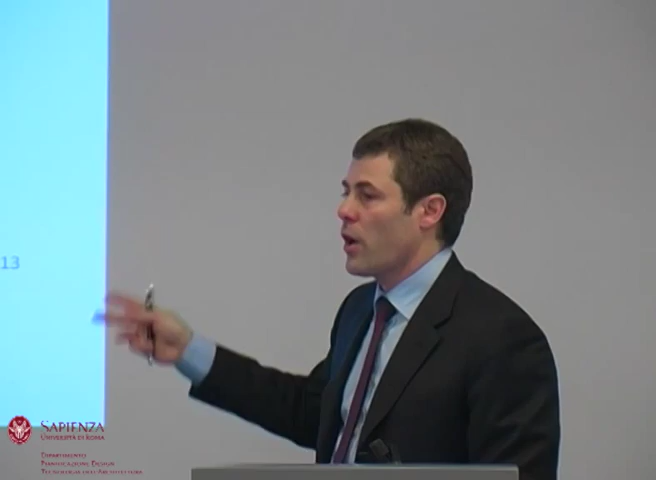 13
SAPIENZA
UNIVERSITÀ DI ROMA
DIPARTIMENTO
PIANIFICAZIONE DESIGN
TECNOLOGIA DELL'ARCHITETTURA